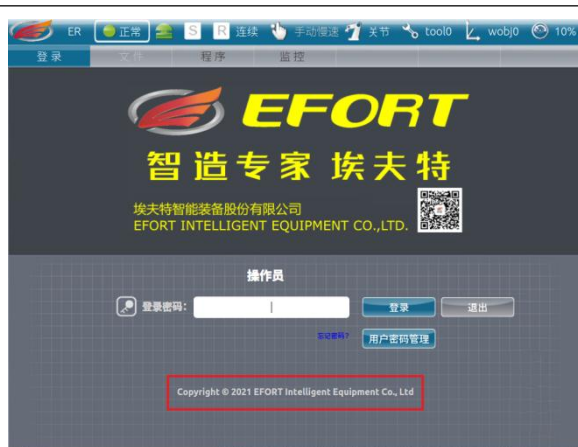 ER 正常 S R 连续 手动慢速 关节 tool0 wobj0 10%
登录 文件 程序 监控
EFORT
智造专家 埃夫特
埃夫特智能装备股份有限公司
EFORT INTELLIGENT EQUIPMENT CO.,LTD.
操作员
登录密码: 登录 退出
忘记密码? 用户密码管理
Copyright © 2021 EFORT Intelligent Equipment Co., Ltd